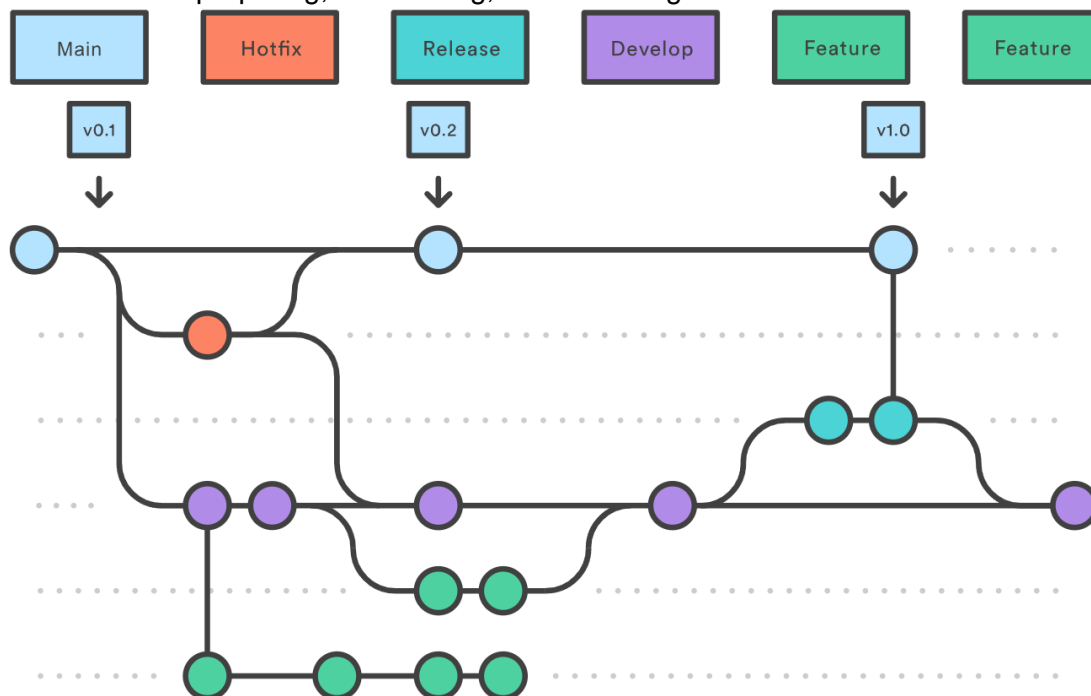 Main
Hotfix
Release
Develop
Feature
Feature
v0.1
v0.2
v1.0